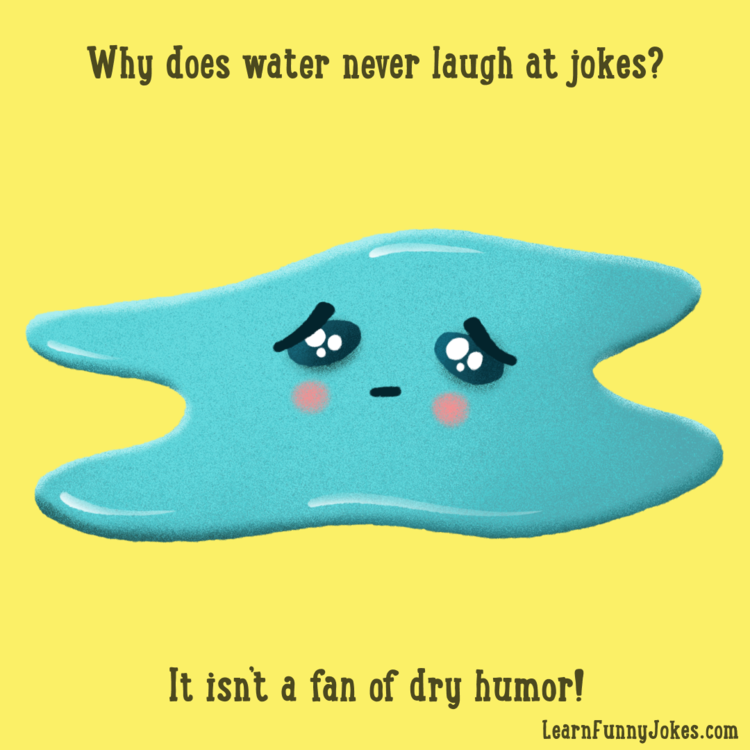 Why does water never laugh at jokes?
It isn't a fan of dry humor!
LearnFunnyJokes.com